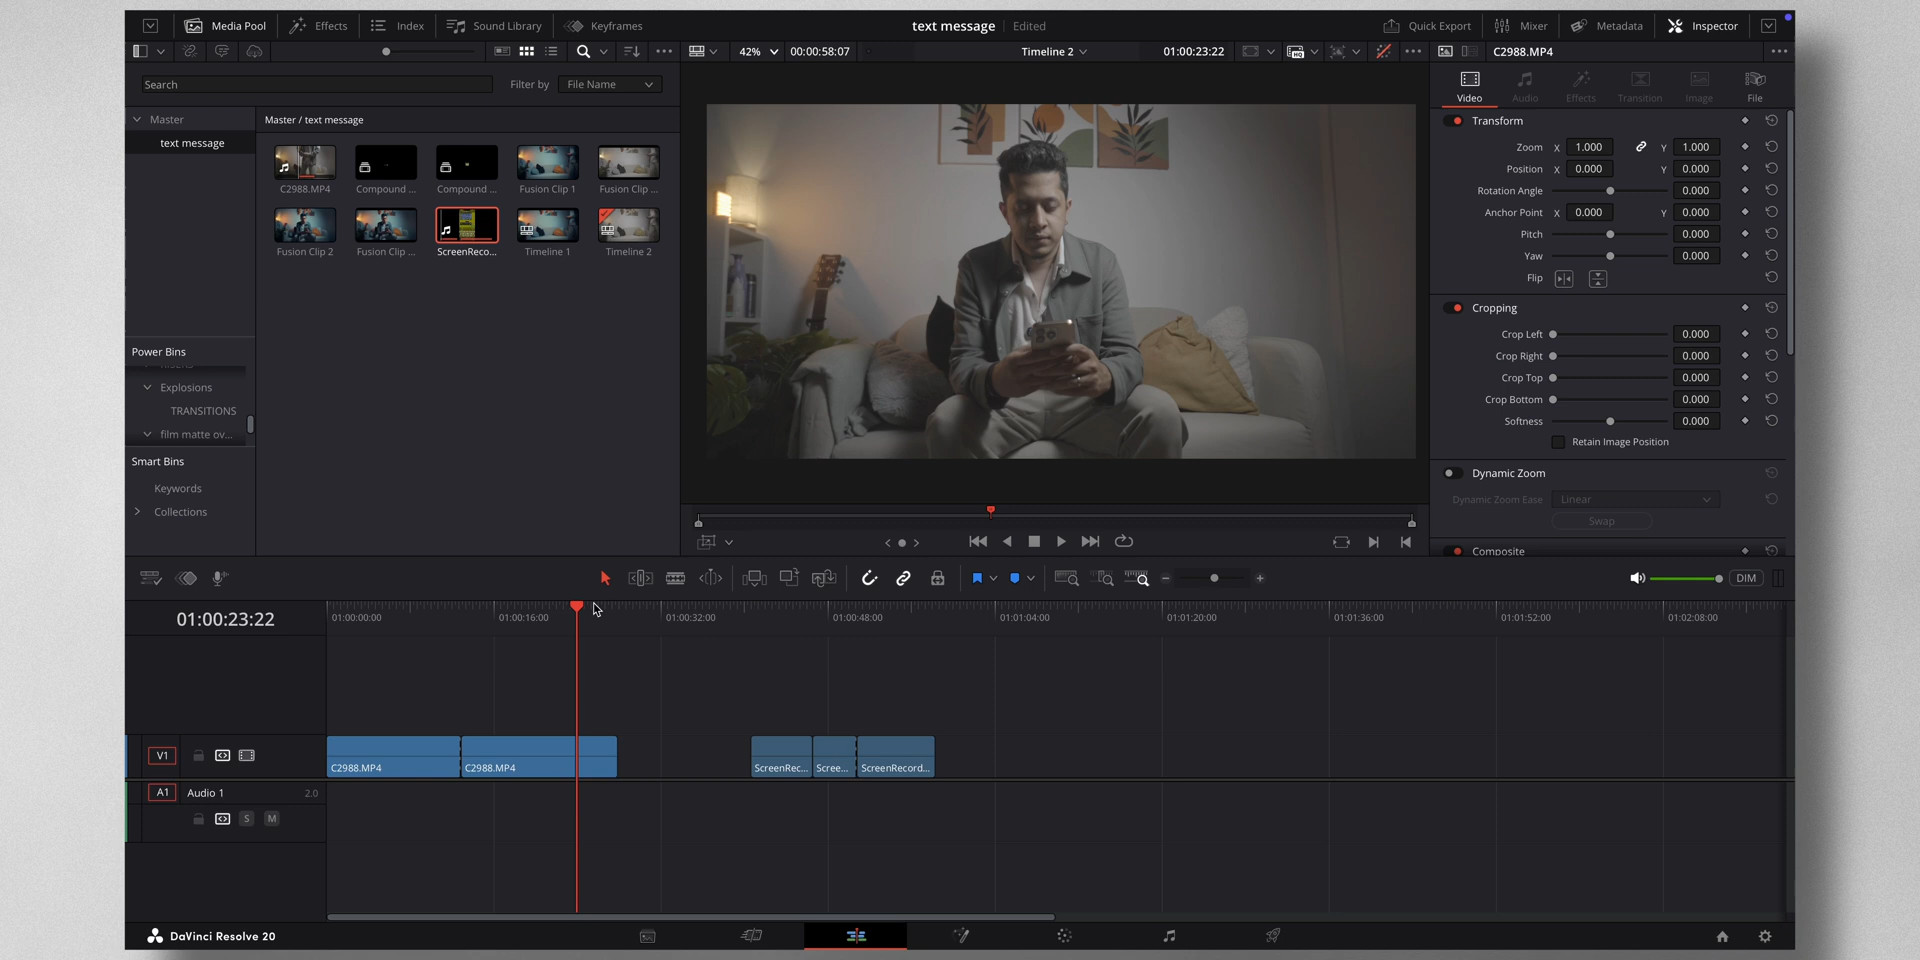 Media Pool
Effects
Index
Sound Library
Keyframes
text message
Edited
Quick Export
Mixer
Metadata
Inspector
42%
00:00:58:07
Timeline 2
01:00:23:22
C2988.MP4
Search
Filter by
File Name
Master
text message
Master / text message
C2988.MP4
Compound ...
Compound ...
Fusion Clip 1
Fusion Clip ...
Fusion Clip 2
Fusion Clip ...
ScreenReco...
Timeline 1
Timeline 2
Power Bins
Explosions
TRANSITIONS
film matte ov...
Smart Bins
Keywords
Collections
Video
Audio
Effects
Transition
Image
File
Transform
Zoom X 1.000 Y 1.000
Position X 0.000 Y 0.000
Rotation Angle 0.000
Anchor Point X 0.000 Y 0.000
Pitch 0.000
Yaw 0.000
Flip
Cropping
Crop Left 0.000
Crop Right 0.000
Crop Top 0.000
Crop Bottom 0.000
Softness 0.000
Retain Image Position
Dynamic Zoom
Dynamic Zoom Ease Linear
Swap
Composite
DIM
01:00:23:22
01:00:00:00
01:00:16:00
01:00:32:00
01:00:48:00
01:01:04:00
01:01:20:00
01:01:36:00
01:01:52:00
01:02:08:00
V1
C2988.MP4
C2988.MP4
ScreenRec...
Scree...
ScreenRecord...
A1 Audio 1 2.0
S M
DaVinci Resolve 20